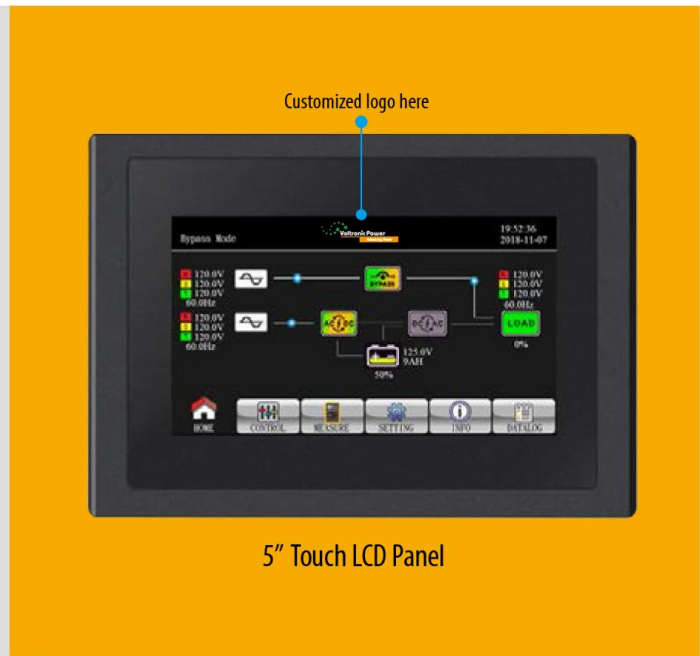 Customized logo here
Bypass Mode
Voltronic Power
19:52:36
2018-11-07
R 120.0V
S 120.0V
T 120.0V
60.0Hz
BYPASS
R 120.0V
S 120.0V
T 120.0V
60.0Hz
R 120.0V
S 120.0V
T 120.0V
60.0Hz
AC DC
DC AC
LOAD
0%
125.0V
9AH
50%
HOME
CONTROL
MEASURE
SETTING
INFO
DATALOG
5" Touch LCD Panel